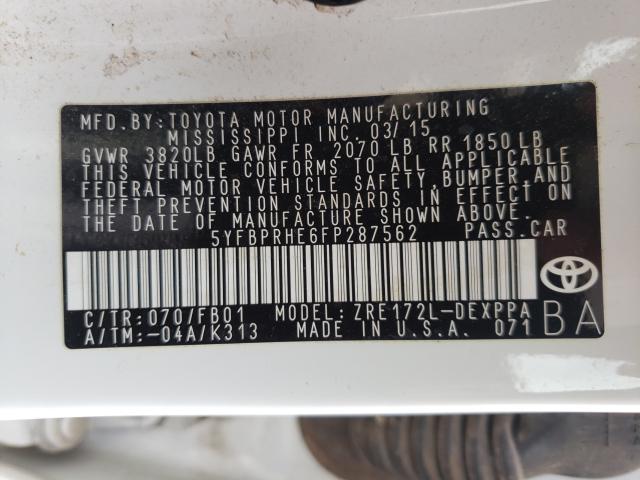 MFD. BY: TOYOTA MOTOR MANUFACTURING
MISSISSIPPI INC. 03/15
GVWR 3820LB GAWR FR 2070 LB RR 1850 LB
THIS VEHICLE CONFORMS TO ALL APPLICABLE
FEDERAL MOTOR VEHICLE SAFETY, BUMPER, AND
THEFT PREVENTION STANDARDS IN EFFECT ON
THE DATE OF MANUFACTURE SHOWN ABOVE.
5YFBPRHE6FP287562 PASS. CAR
C/TR: 070/FB01 MODEL: ZRE172L-DEXPPA
A/TM:-04A/K313 MADE IN U.S.A. 071 BA